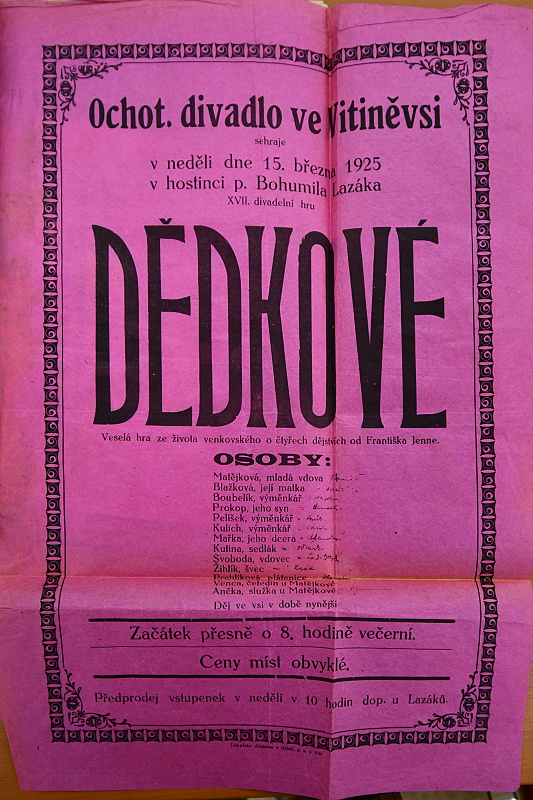 Ochot. divadlo ve Vitiněvsi
sehraje
v neděli dne 15. března 1925
v hostinci p. Bohumila Lazáka
XVII. divadelní hru
DĚDKOVÉ
Veselá hra ze života venkovského o čtyřech dějstvích od Františka Jenne.
OSOBY:
Matějková, mladá vdova
Blažková, její matka
Boubelík, výměnkář
Prokop, jeho syn
Pelíšek, výměnkář
Kulich, výměnkář
Mařka, jeho dcera
Kutina, sedlák
Svoboda, vdovec
Žihlík, švec
Prchlíková, plátenice
Venca, čeledín u Matějkové
Ančka, služka u Matějkové
Děj ve vsi v době nynější
Začátek přesně o 8. hodině večerní.
Ceny míst obvyklé.
Předprodej vstupenek v neděli v 10 hodin dop. u Lazáků.